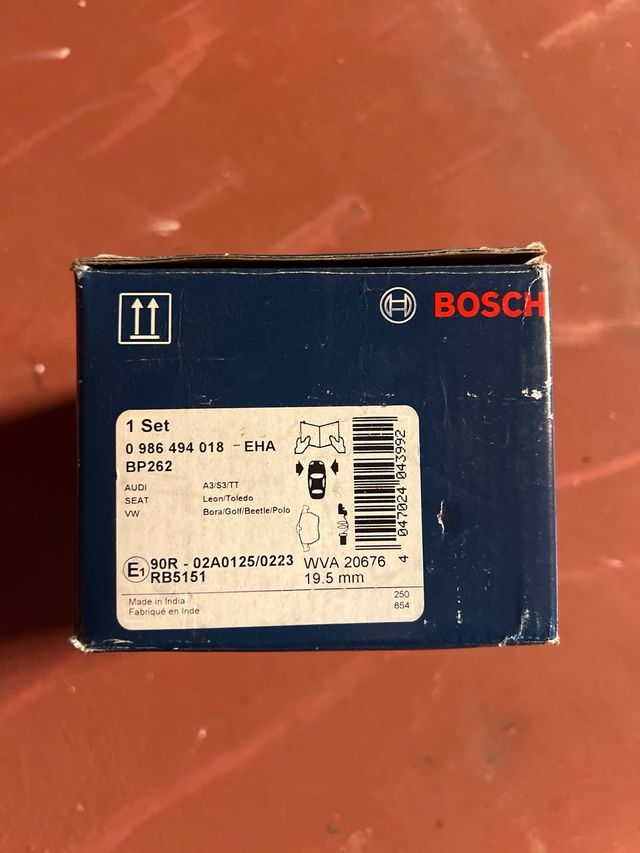 BOSCH
1 Set
0 986 494 018 - EHA
BP262
AUDI A3/S3/TT
SEAT Leon/Toledo
VW Bora/Golf/Beetle/Polo
4 047024 043992
E1 90R - 02A0125/0223
RB5151
WVA 20676
19.5 mm
Made in India 250
Fabriqué en Inde 654